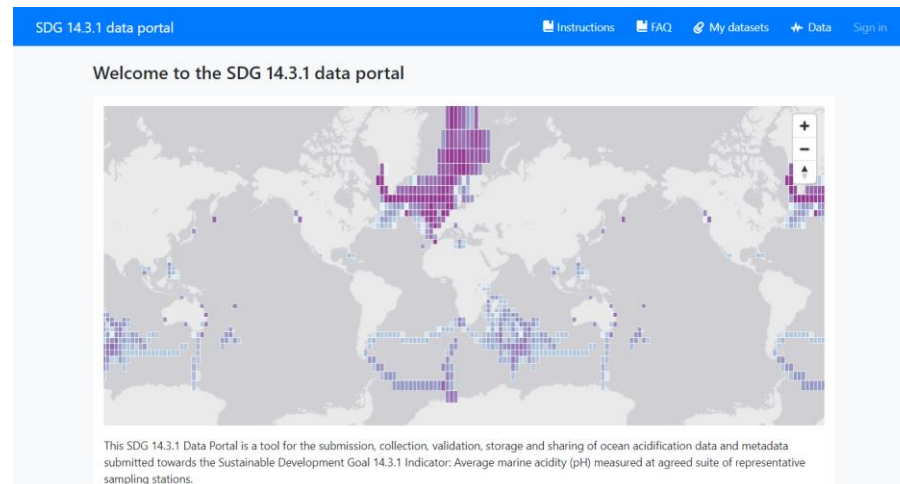 SDG 14.3.1 data portal
Instructions
FAQ
My datasets
Data
Sign in
Welcome to the SDG 14.3.1 data portal
This SDG 14.3.1 Data Portal is a tool for the submission, collection, validation, storage and sharing of ocean acidification data and metadata
submitted towards the Sustainable Development Goal 14.3.1 Indicator: Average marine acidity (pH) measured at agreed suite of representative
sampling stations.